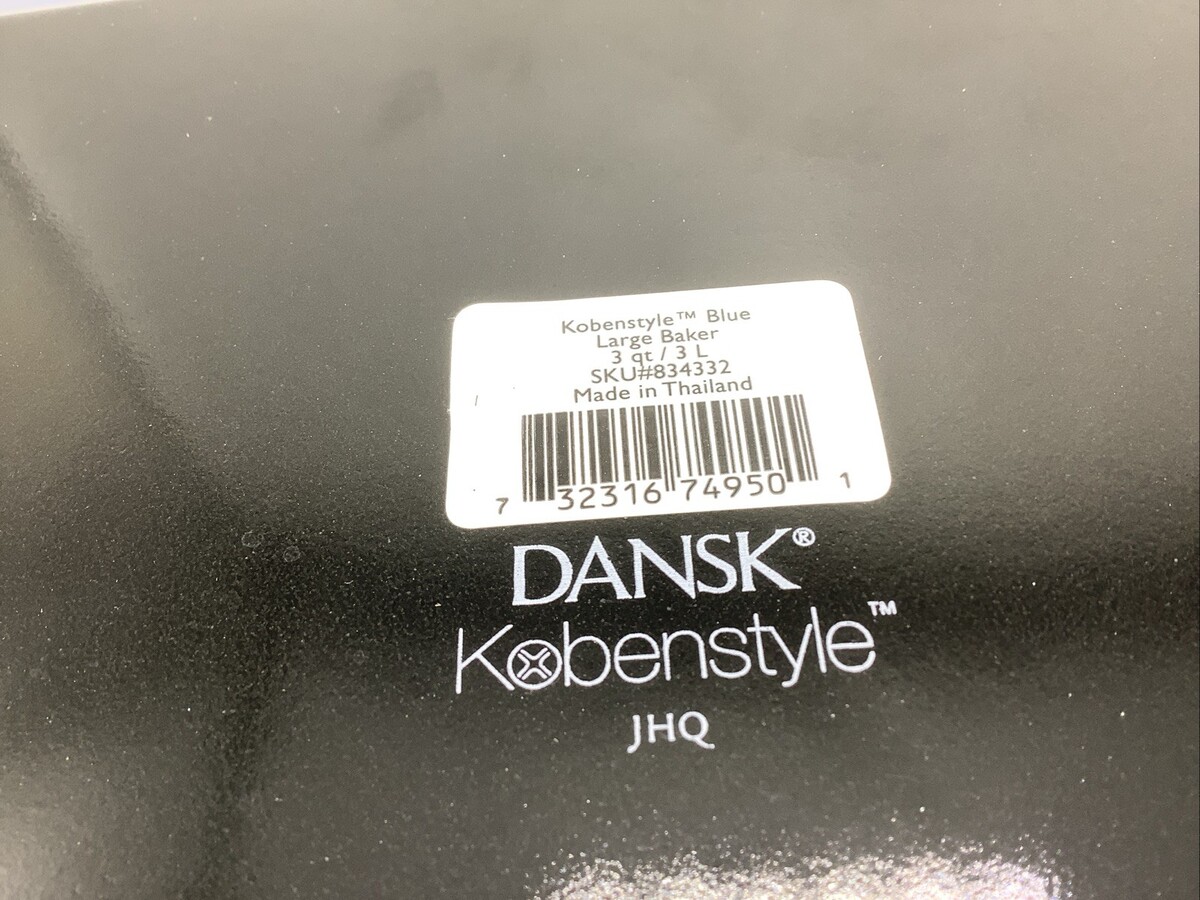 Kobenstyle™ Blue
Large Baker
3 qt / 3 L
SKU#834332
Made in Thailand
7 32316 74950 1
DANSK®
Kobenstyle™
JHQ